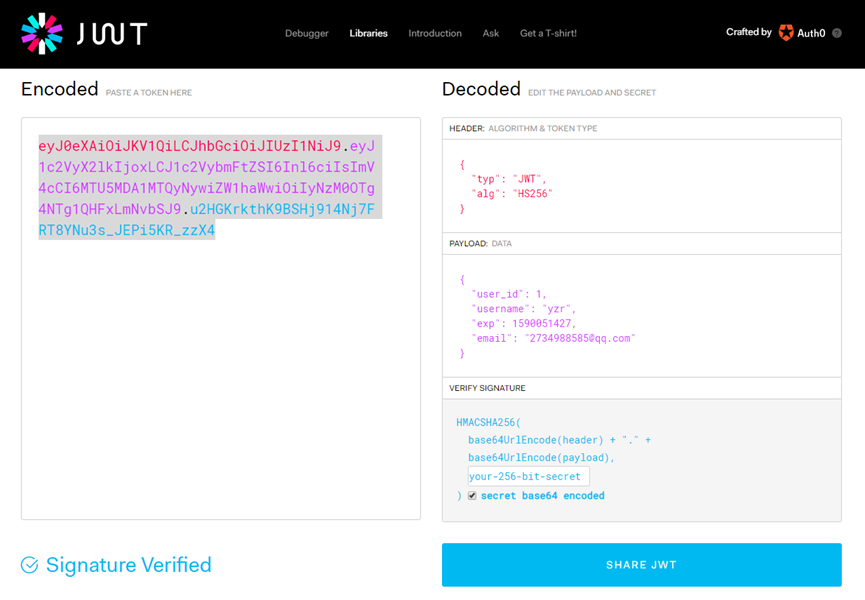 JWT
Debugger Libraries Introduction Ask Get a T-shirt!
Crafted by Auth0 ?
Encoded PASTE A TOKEN HERE
eyJ0eXAiOiJKV1QiLCJhbGciOiJIUzI1NiJ9.eyJ
1c2VyX2lkIjoxLCJ1c2VybmFtZSI6Inl6ciIsImV
4cCI6MTU5MDA1MTQyNywiZW1haWwiOiIyNzM0OTg
4NTg1QHFxLmNvbSJ9.u2HGKrkthK9BSHj914Nj7F
RT8YNu3s_JEPi5KR_zzX4
Signature Verified
Decoded EDIT THE PAYLOAD AND SECRET
HEADER: ALGORITHM & TOKEN TYPE
{
"typ": "JWT",
"alg": "HS256"
}
PAYLOAD: DATA
{
"user_id": 1,
"username": "yzr",
"exp": 1590051427,
"email": "2734988585@qq.com"
}
VERIFY SIGNATURE
HMACSHA256(
base64UrlEncode(header) + "." +
base64UrlEncode(payload),
your-256-bit-secret
) secret base64 encoded
SHARE JWT